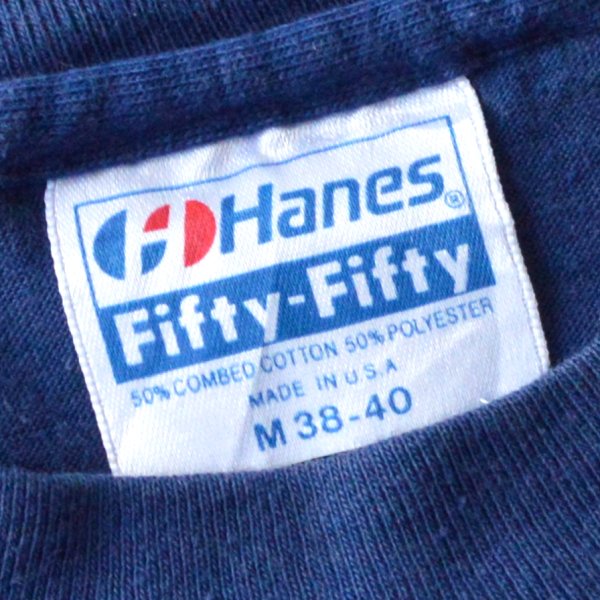 Hanes®
Fifty-Fifty
50% COMBED COTTON 50% POLYESTER
MADE IN U.S.A
M 38-40